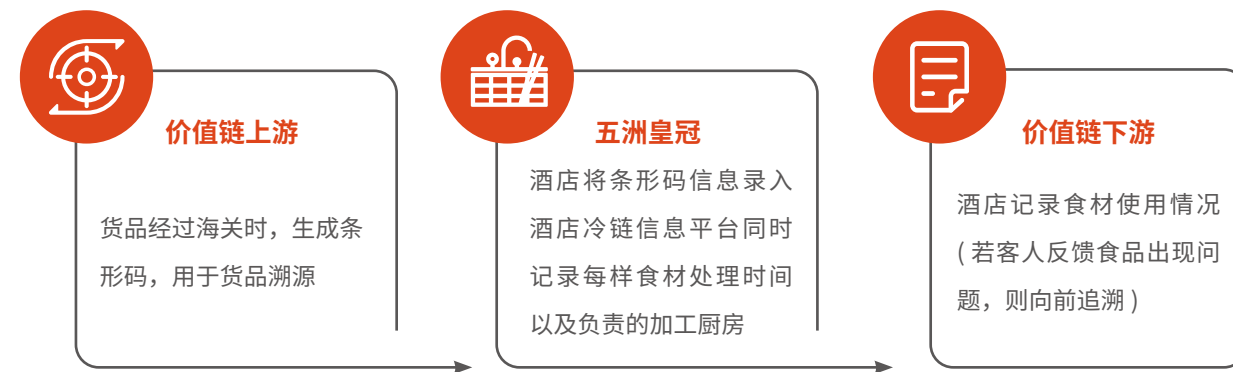 价值链上游
货品经过海关时，生成条
形码，用于货品溯源
五洲皇冠
酒店将条形码信息录入
酒店冷链信息平台同时
记录每样食材处理时间
以及负责的加工厨房
价值链下游
酒店记录食材使用情况
( 若客人反馈食品出现问
题，则向前追溯 )